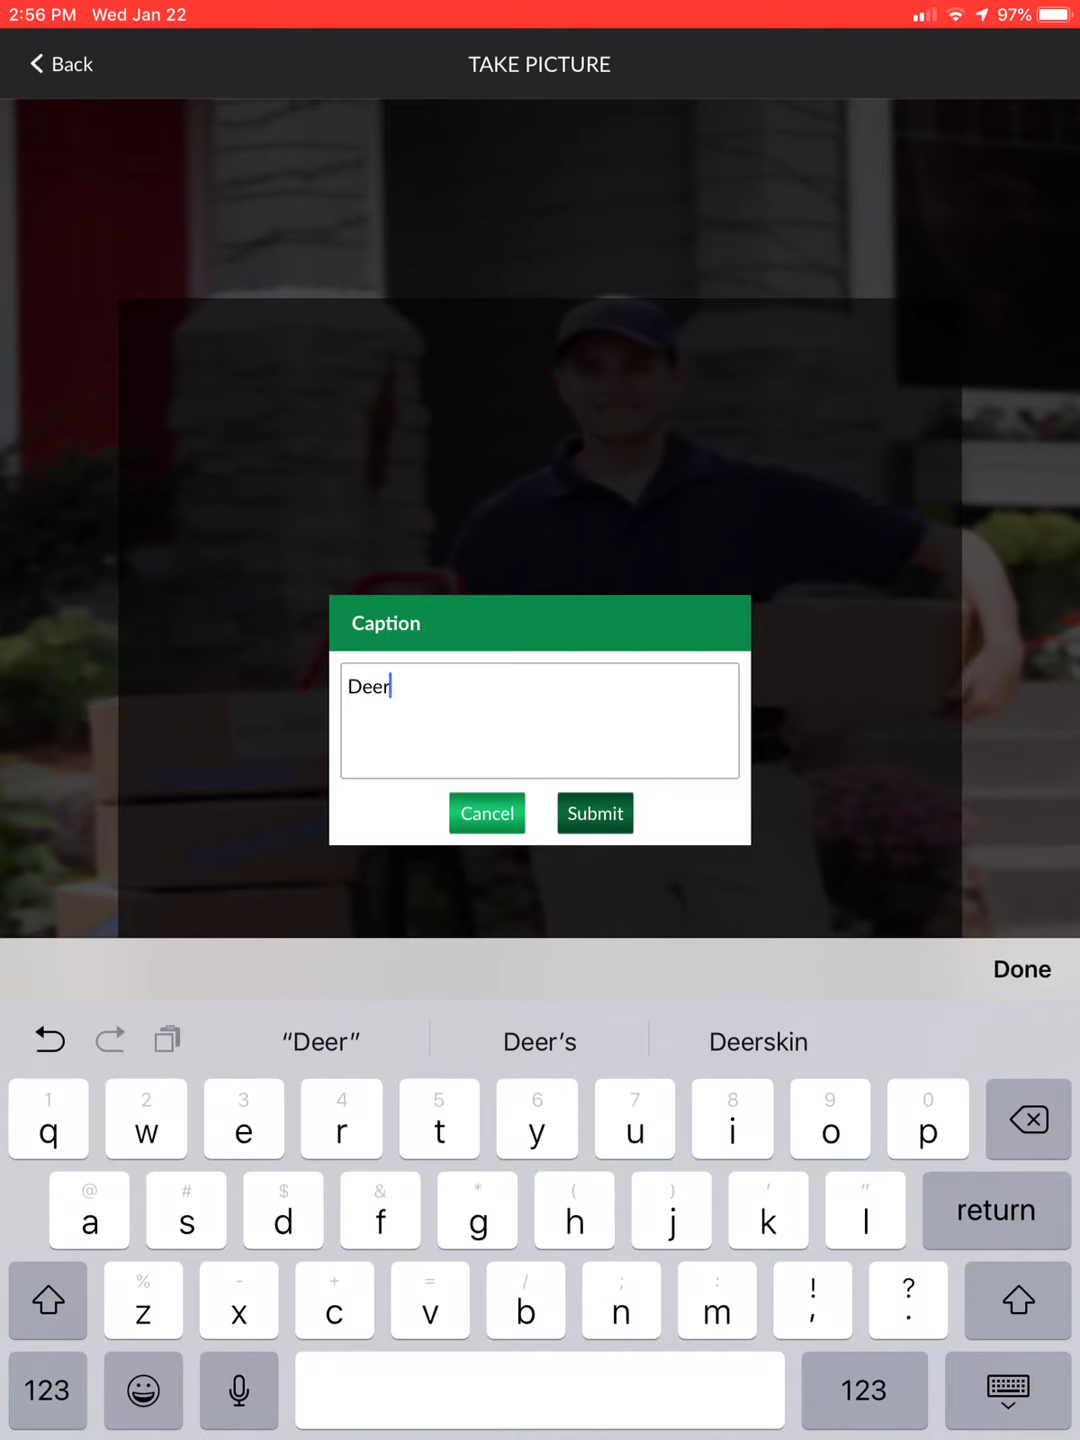 2:56 PM Wed Jan 22 97%
Back TAKE PICTURE
Caption
Deer
Cancel Submit
Done
“Deer” Deer’s Deerskin
1 2 3 4 5 6 7 8 9 0
q w e r t y u i o p
@ # $ & * ( ) ' "
a s d f g h j k l return
% - + = / ; : ! ?
z x c v b n m , .
123 123